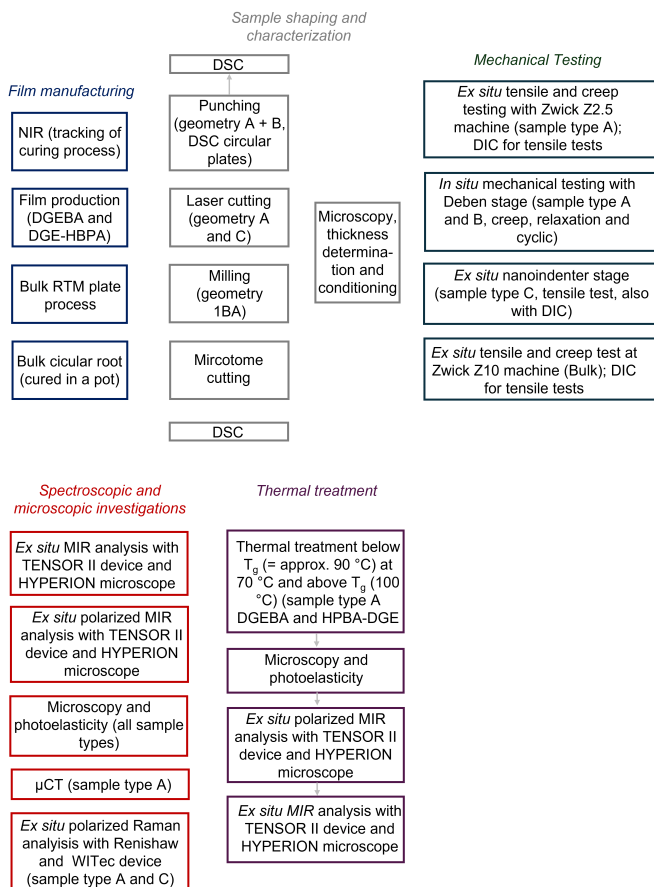 Sample shaping and
characterization
Film manufacturing
NIR (tracking of
curing process)
Film production
(DGEBA and
DGE-HBPA)
Bulk RTM plate
process
Bulk cicular root
(cured in a pot)
DSC
Punching
(geometry A + B,
DSC circular
plates)
Laser cutting
(geometry A
and C)
Milling
(geometry
1BA)
Mircotome
cutting
DSC
Microscopy,
thickness
determina-
tion and
conditioning
Mechanical Testing
Ex situ tensile and creep
testing with Zwick Z2.5
machine (sample type A);
DIC for tensile tests
In situ mechanical testing with
Deben stage (sample type A
and B, creep, relaxation and
cyclic)
Ex situ nanoindenter stage
(sample type C, tensile test, also
with DIC)
Ex situ tensile and creep test at
Zwick Z10 machine (Bulk); DIC
for tensile tests
Spectroscopic and
microscopic investigations
Ex situ MIR analysis with
TENSOR II device and
HYPERION microscope
Ex situ polarized MIR
analysis with TENSOR II
device and HYPERION
microscope
Microscopy and
photoelasticity (all sample
types)
µCT (sample type A)
Ex situ polarized Raman
analyisis with Renishaw
and WITec device
(sample type A and C)
Thermal treatment
Thermal treatment below
Tg (= approx. 90 °C) at
70 °C and above Tg (100
°C) (sample type A
DGEBA and HPBA-DGE
Microscopy and
photoelasticity
Ex situ polarized MIR
analysis with TENSOR II
device and HYPERION
microscope
Ex situ MIR analysis with
TENSOR II device and
HYPERION microscope